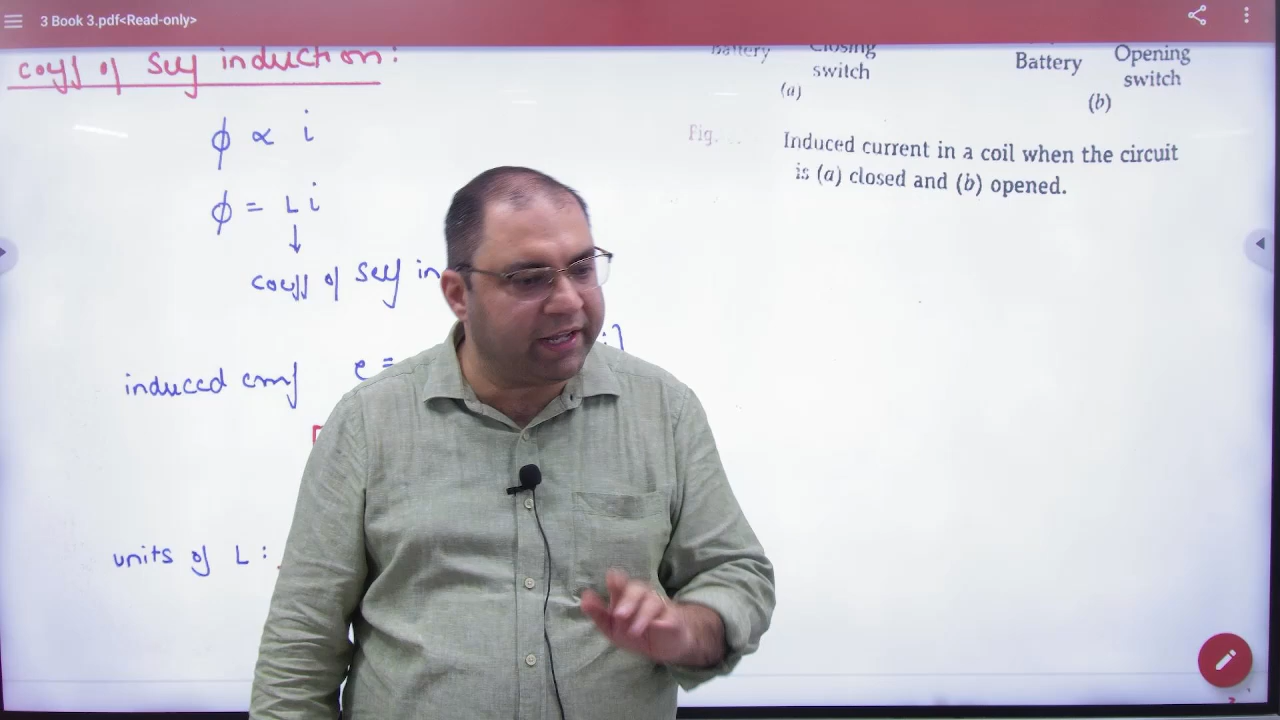 3 Book 3.pdf<Read-only>
coeff of self induction:
φ ∝ i
φ = Li
↓
coeff of self in
induced emf e =
units of L:
Battery Closing switch
(a)
Battery Opening switch
(b)
Fig.
Induced current in a coil when the circuit
is (a) closed and (b) opened.